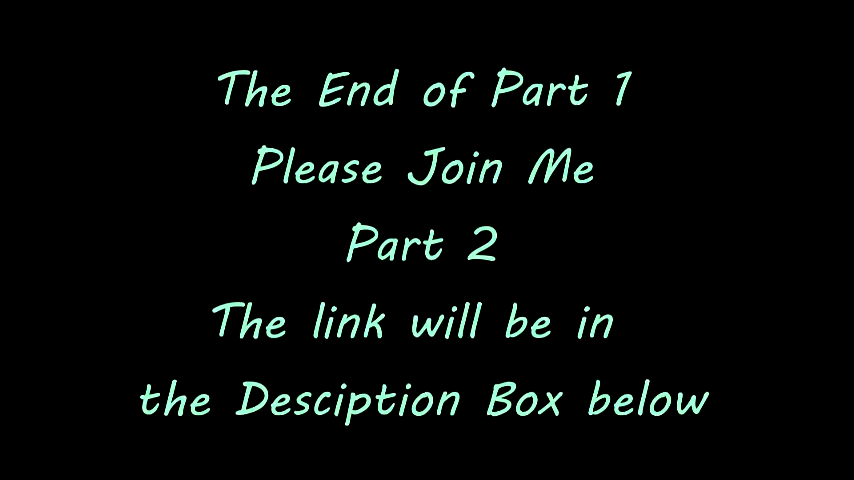 The End of Part 1
Please Join Me
Part 2
The link will be in
the Desciption Box below